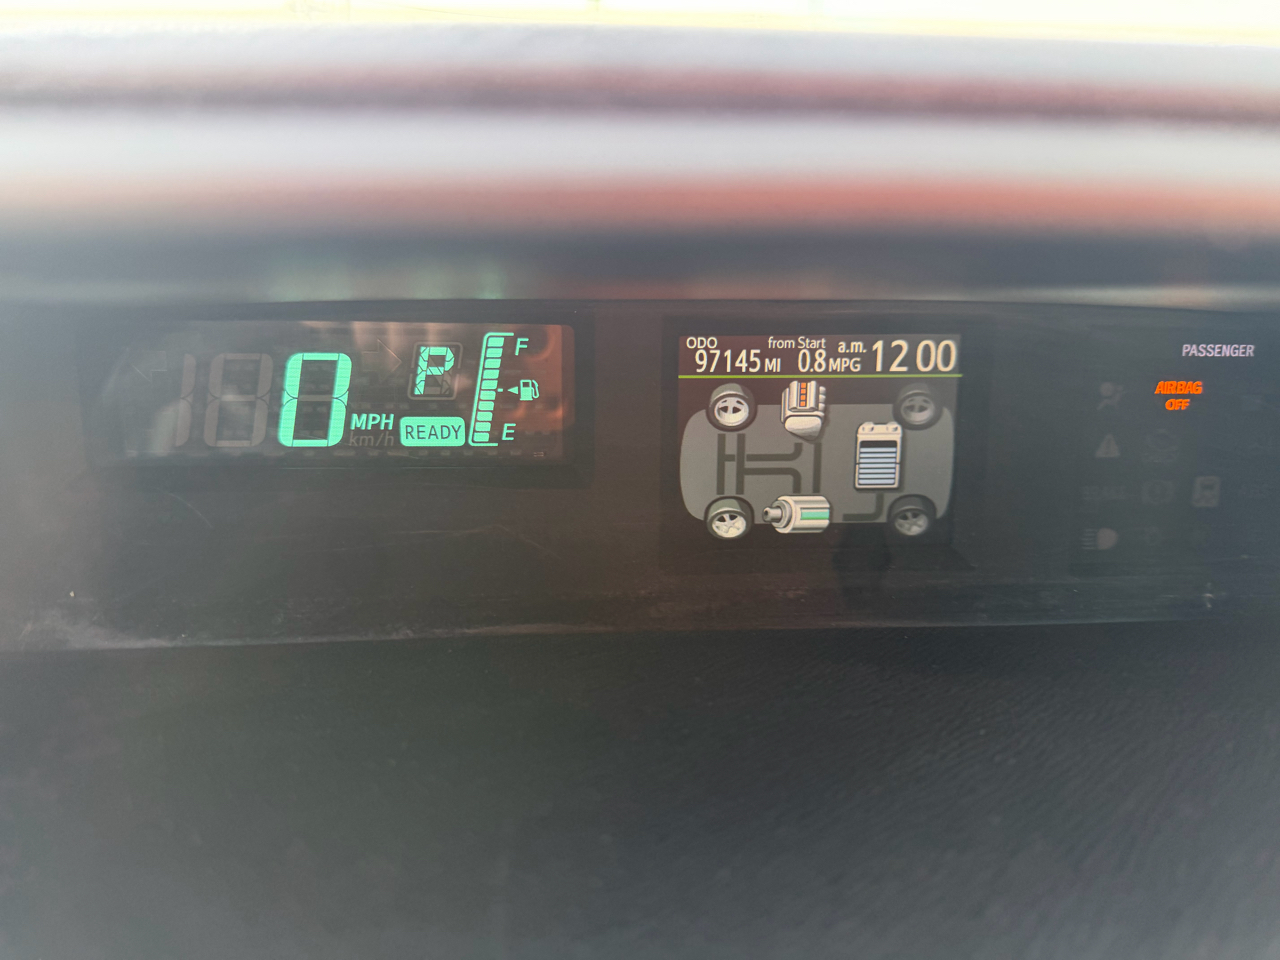 0 MPH
km/h
P
READY
F
E
ODO from Start a.m. 12 00
97145 MI 0.8 MPG
PASSENGER
AIRBAG
OFF